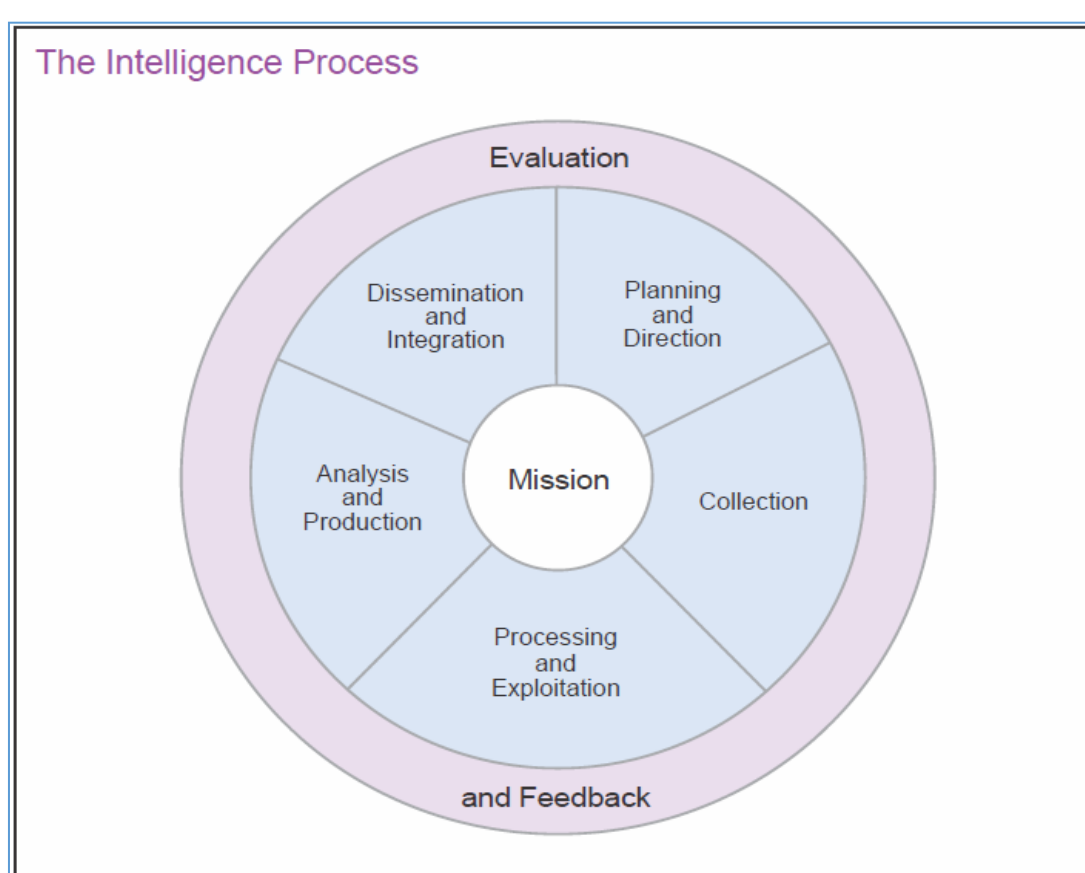 The Intelligence Process
Evaluation
Dissemination
and
Integration
Planning
and
Direction
Analysis
and
Production
Mission
Collection
Processing
and
Exploitation
and Feedback